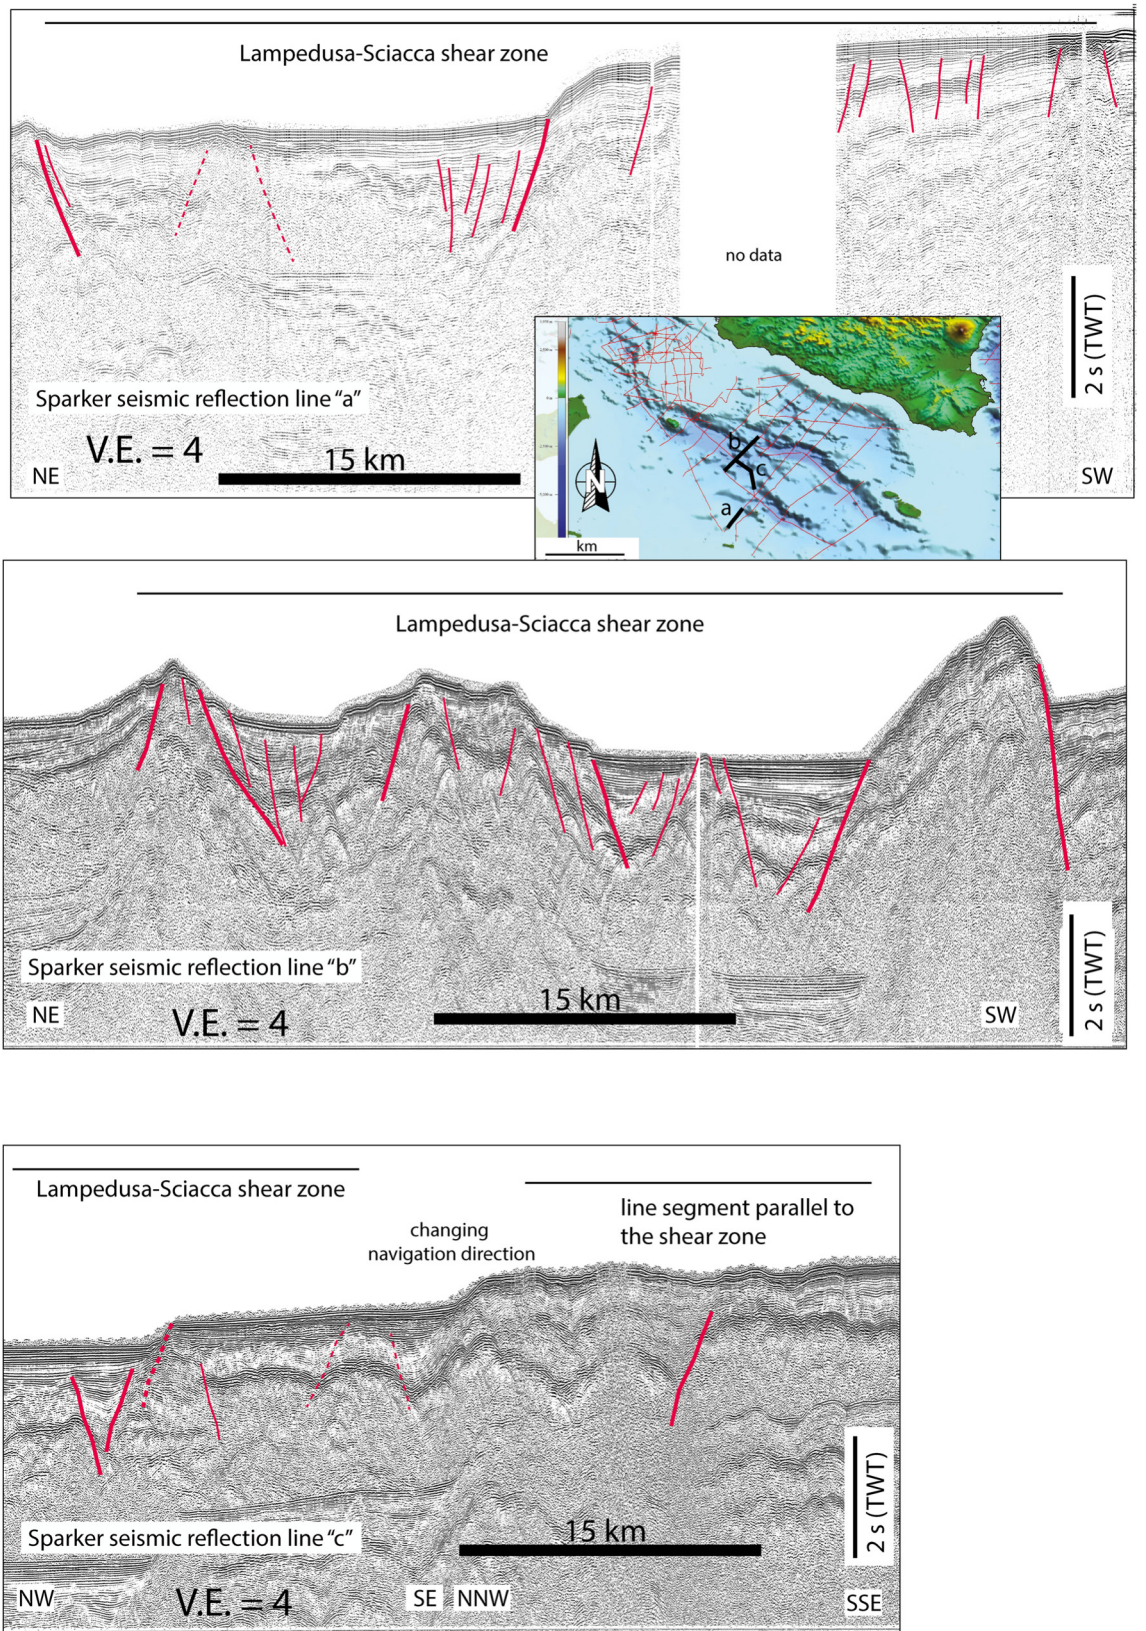 Lampedusa-Sciacca shear zone
no data
2 s (TWT)
Sparker seismic reflection line “a”
V.E. = 4
15 km
NE
SW
b
c
a
N
km
Lampedusa-Sciacca shear zone
Sparker seismic reflection line “b”
15 km
NE
V.E. = 4
SW
2 s (TWT)
Lampedusa-Sciacca shear zone
line segment parallel to
the shear zone
changing
navigation direction
Sparker seismic reflection line “c”
15 km
2 s (TWT)
NW
V.E. = 4
SE
NNW
SSE